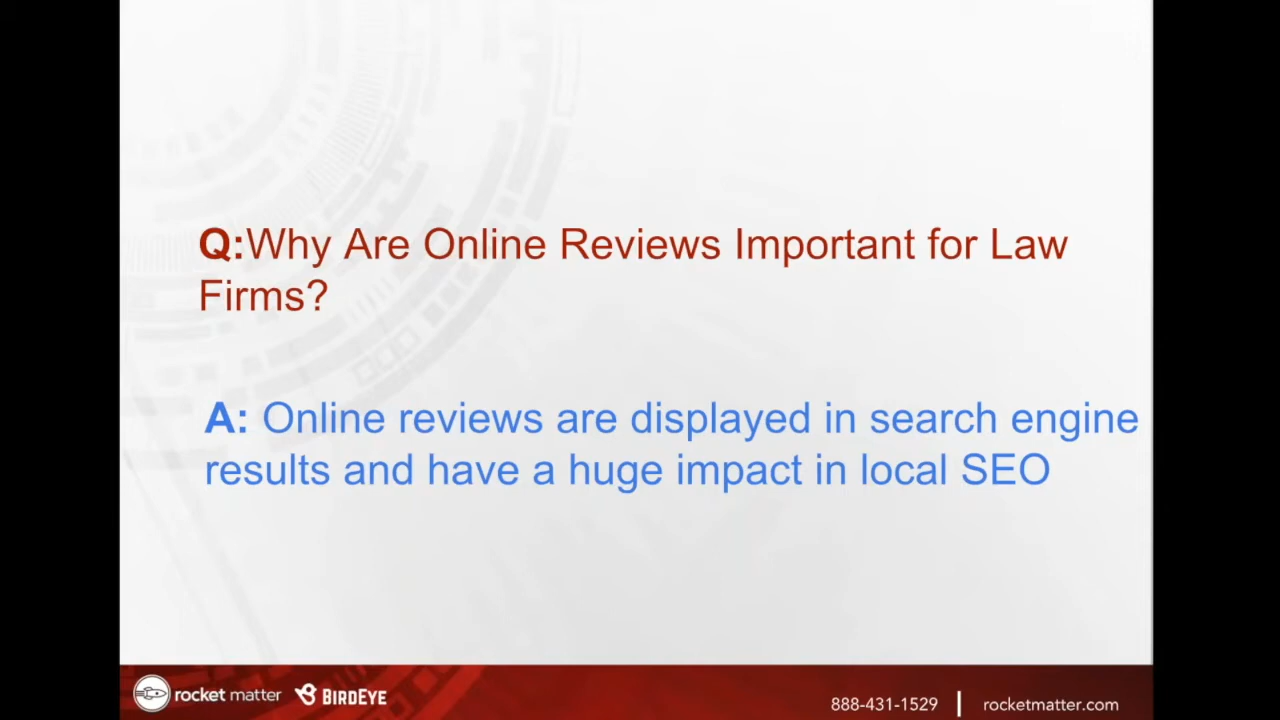 Q:Why Are Online Reviews Important for Law
Firms?
A: Online reviews are displayed in search engine
results and have a huge impact in local SEO
rocket matter BIRDEYE
888-431-1529 | rocketmatter.com